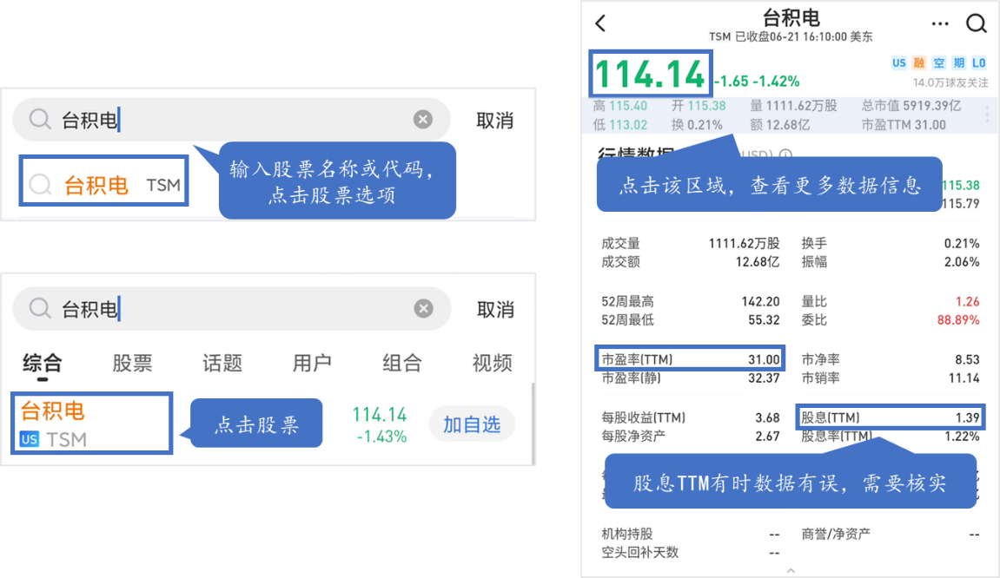 台积电
取消
台积电 TSM
输入股票名称或代码，
点击股票选项
台积电
取消
综合 股票 话题 用户 组合 视频
台积电
US TSM
点击股票
114.14
-1.43%
加自选
台积电
TSM 已收盘06-21 16:10:00 美东
114.14 -1.65 -1.42%
US 融 空 期 LO
14.0万球友关注
高 115.40 开 115.38 量 1111.62万股 总市值 5919.39亿
低 113.02 换 0.21% 额 12.68亿 市盈TTM 31.00
行情数据 USD)
点击该区域，查看更多数据信息
115.38
115.79
成交量 1111.62万股 换手 0.21%
成交额 12.68亿 振幅 2.06%
52周最高 142.20 量比 1.26
52周最低 55.32 委比 88.89%
市盈率(TTM) 31.00 市净率 8.53
市盈率(静) 32.37 市销率 11.14
每股收益(TTM) 3.68 股息(TTM) 1.39
每股净资产 2.67 股息率(TTM) 1.22%
股息TTM有时数据有误，需要核实
机构持股 -- 商誉/净资产 --
空头回补天数 --